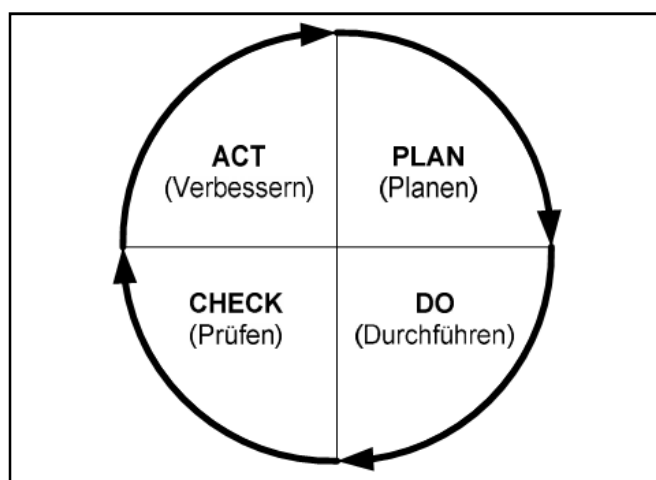 ACT
(Verbessern)
PLAN
(Planen)
CHECK
(Prüfen)
DO
(Durchführen)